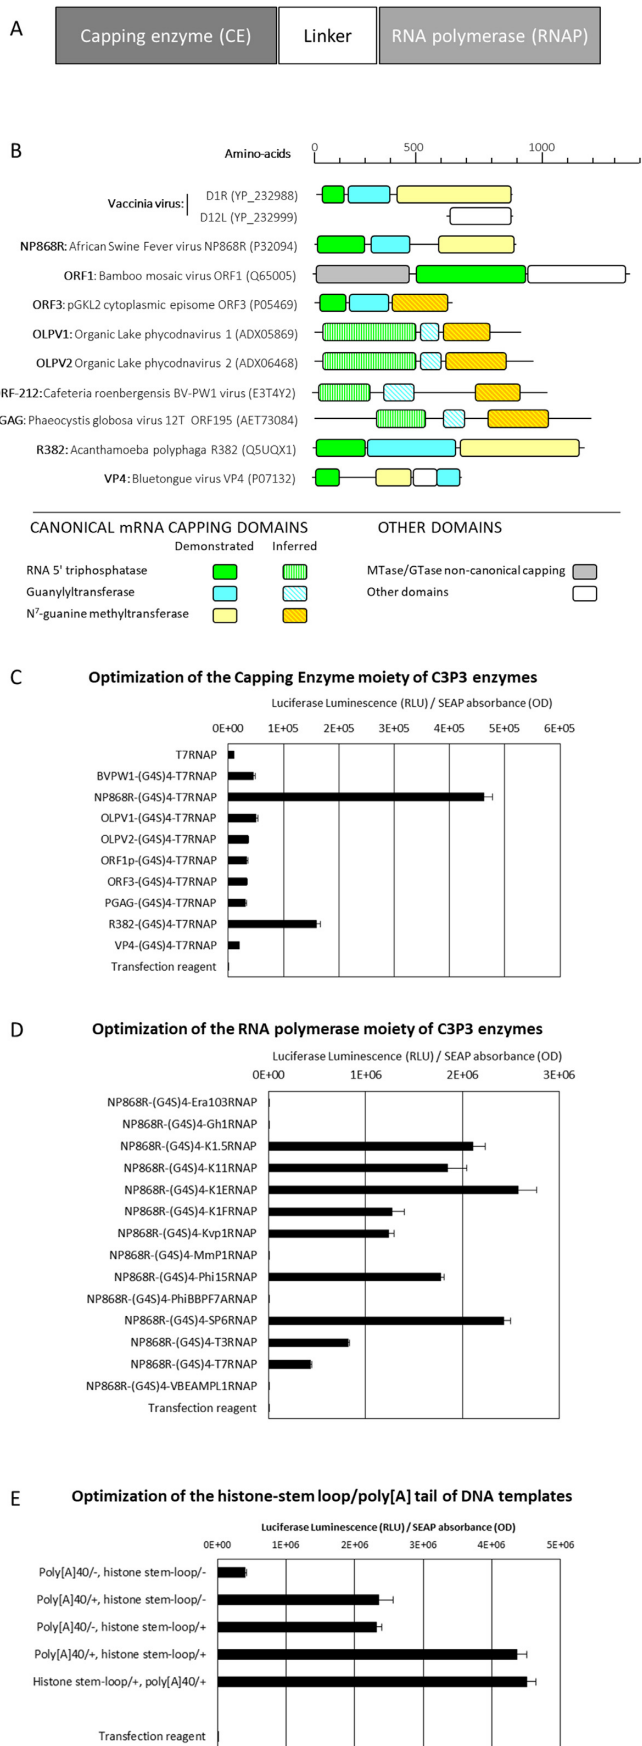 A
Capping enzyme (CE)
Linker
RNA polymerase (RNAP)
B
Amino-acids
0 500 1000
Vaccinia virus:
D1R (YP_232988)
D12L (YP_232999)
NP868R: African Swine Fever virus NP868R (P32094)
ORF1: Bamboo mosaic virus ORF1 (Q65005)
ORF3: pGKL2 cytoplasmic episome ORF3 (P05469)
OLPV1: Organic Lake phycodnavirus 1 (ADX05869)
OLPV2 Organic Lake phycodnavirus 2 (ADX06468)
RF-212: Cafeteria roenbergensis BV-PW1 virus (E3T4Y2)
GAG: Phaeocystis globosa virus 12T ORF195 (AET73084)
R382: Acanthamoeba polyphaga R382 (Q5UQX1)
VP4: Bluetongue virus VP4 (P07132)
CANONICAL mRNA CAPPING DOMAINS
OTHER DOMAINS
Demonstrated Inferred
RNA 5' triphosphatase
MTase/GTase non-canonical capping
Guanylyltransferase
Other domains
N7-guanine methyltransferase
C
Optimization of the Capping Enzyme moiety of C3P3 enzymes
Luciferase Luminescence (RLU) / SEAP absorbance (OD)
0E+00 1E+05 2E+05 3E+05 4E+05 5E+05 6E+05
T7RNAP
BVPW1-(G4S)4-T7RNAP
NP868R-(G4S)4-T7RNAP
OLPV1-(G4S)4-T7RNAP
OLPV2-(G4S)4-T7RNAP
ORF1p-(G4S)4-T7RNAP
ORF3-(G4S)4-T7RNAP
PGAG-(G4S)4-T7RNAP
R382-(G4S)4-T7RNAP
VP4-(G4S)4-T7RNAP
Transfection reagent
D
Optimization of the RNA polymerase moiety of C3P3 enzymes
Luciferase Luminescence (RLU) / SEAP absorbance (OD)
0E+00 1E+06 2E+06 3E+06
NP868R-(G4S)4-Era103RNAP
NP868R-(G4S)4-Gh1RNAP
NP868R-(G4S)4-K1.5RNAP
NP868R-(G4S)4-K11RNAP
NP868R-(G4S)4-K1ERNAP
NP868R-(G4S)4-K1FRNAP
NP868R-(G4S)4-Kvp1RNAP
NP868R-(G4S)4-MmP1RNAP
NP868R-(G4S)4-Phi15RNAP
NP868R-(G4S)4-PhiBBPF7ARNAP
NP868R-(G4S)4-SP6RNAP
NP868R-(G4S)4-T3RNAP
NP868R-(G4S)4-T7RNAP
NP868R-(G4S)4-VBEAMPL1RNAP
Transfection reagent
E
Optimization of the histone-stem loop/poly[A] tail of DNA templates
Luciferase Luminescence (RLU) / SEAP absorbance (OD)
0E+00 1E+06 2E+06 3E+06 4E+06 5E+06
Poly[A]40/-, histone stem-loop/-
Poly[A]40/+, histone stem-loop/-
Poly[A]40/-, histone stem-loop/+
Poly[A]40/+, histone stem-loop/+
Histone stem-loop/+, poly[A]40/+
Transfection reagent